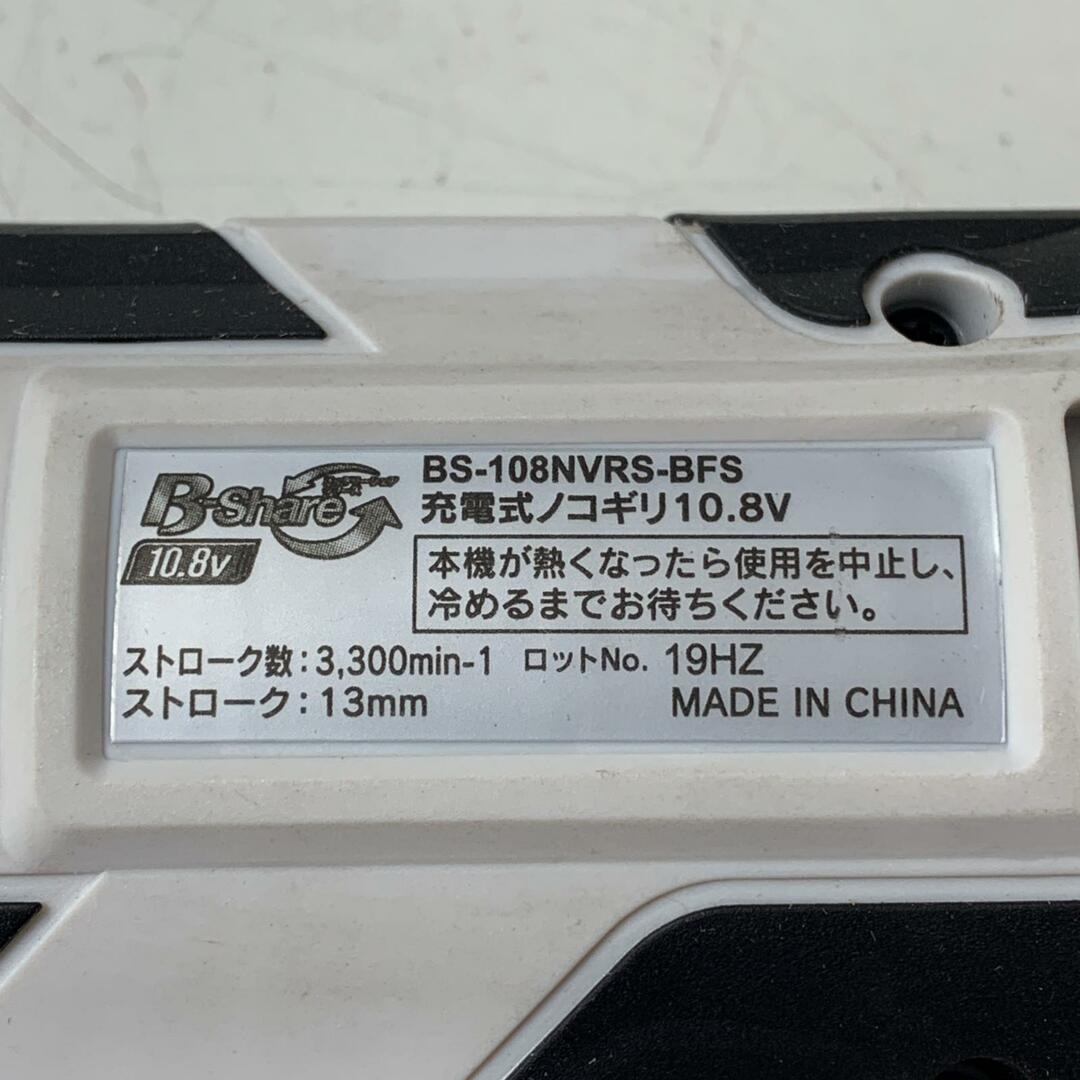 B-Share
10.8v
BS-108NVRS-BFS
充電式ノコギリ10.8V
本機が熱くなったら使用を中止し、
冷めるまでお待ちください。
ストローク数:3,300min-1 ロットNo. 19HZ
ストローク:13mm MADE IN CHINA